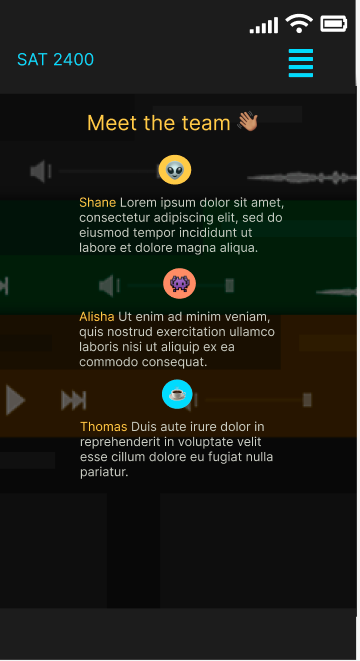 SAT 2400
Meet the team 👋🏽
Shane Lorem ipsum dolor sit amet,
consectetur adipiscing elit, sed do
eiusmod tempor incididunt ut
labore et dolore magna aliqua.
Alisha Ut enim ad minim veniam,
quis nostrud exercitation ullamco
laboris nisi ut aliquip ex ea
commodo consequat.
Thomas Duis aute irure dolor in
reprehenderit in voluptate velit
esse cillum dolore eu fugiat nulla
pariatur.